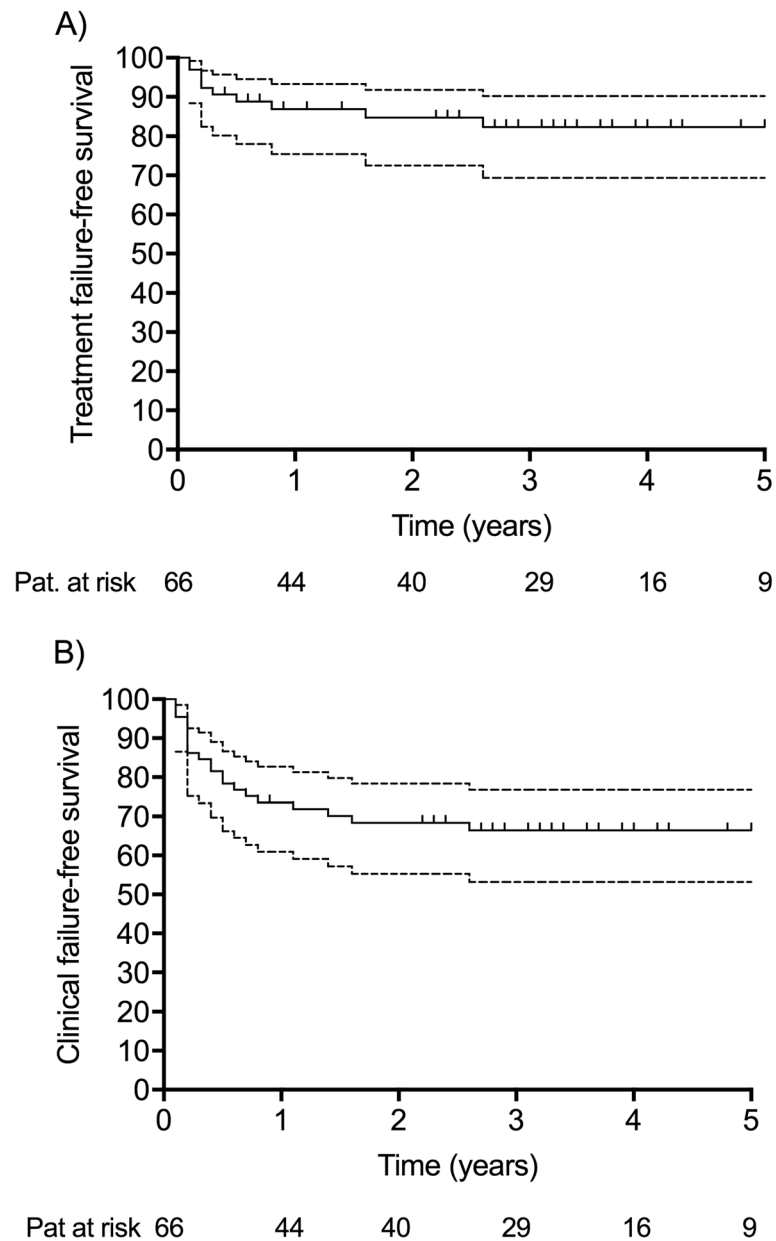 A)
Treatment failure-free survival
100
90
80
70
60
50
40
30
20
10
0
0 1 2 3 4 5
Time (years)
Pat. at risk 66 44 40 29 16 9
B)
Clinical failure-free survival
100
90
80
70
60
50
40
30
20
10
0
0 1 2 3 4 5
Time (years)
Pat at risk 66 44 40 29 16 9